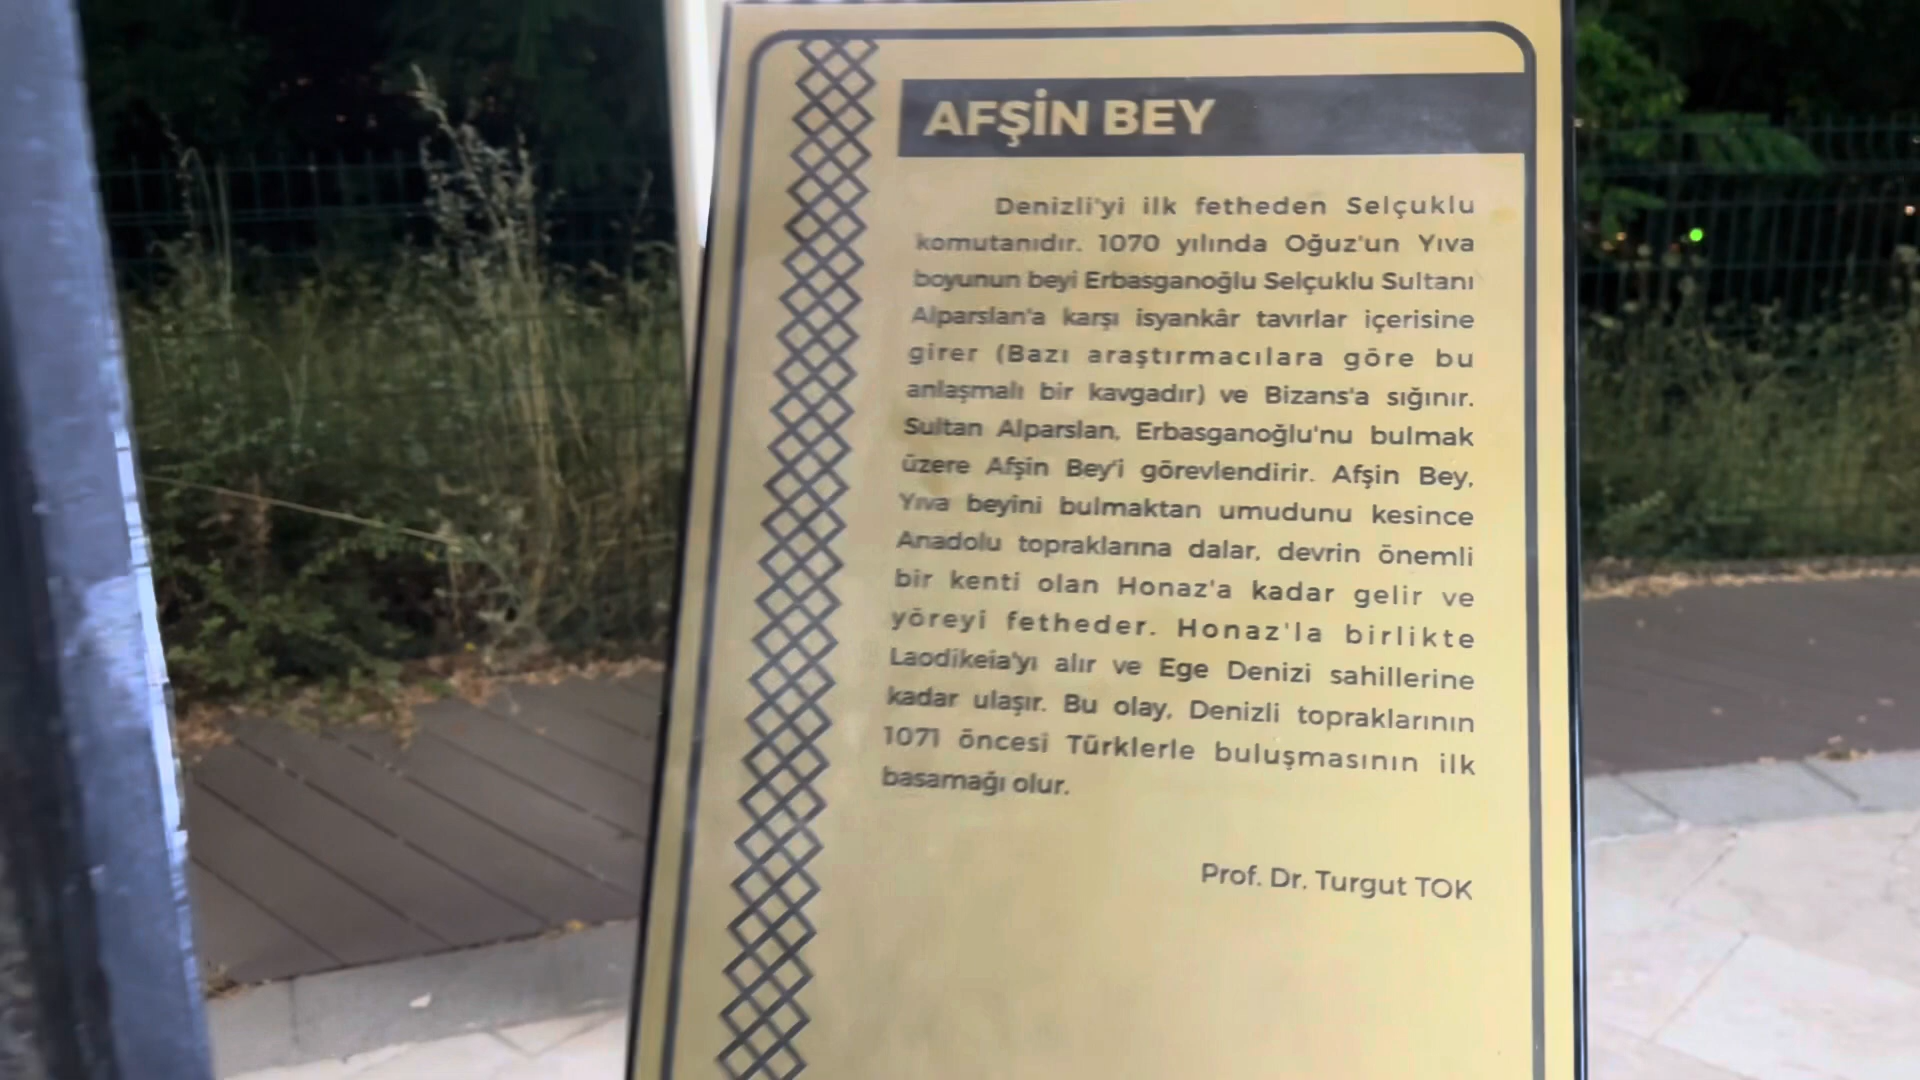 AFŞİN BEY
Denizli'yi ilk fetheden Selçuklu
komutanıdır. 1070 yılında Oğuz'un Yıva
boyunun beyi Erbasganoğlu Selçuklu Sultanı
Alparslan'a karşı isyankâr tavırlar içerisine
girer (Bazı araştırmacılara göre bu
anlaşmalı bir kavgadır) ve Bizans'a sığınır.
Sultan Alparslan, Erbasganoğlu'nu bulmak
üzere Afşin Bey'i görevlendirir. Afşin Bey,
Yıva beyini bulmaktan umudunu kesince
Anadolu topraklarına dalar, devrin önemli
bir kenti olan Honaz'a kadar gelir ve
yöreyi fetheder. Honaz'la birlikte
Laodikeia'yı alır ve Ege Denizi sahillerine
kadar ulaşır. Bu olay, Denizli topraklarının
1071 öncesi Türklerle buluşmasının ilk
basamağı olur.
Prof. Dr. Turgut TOK